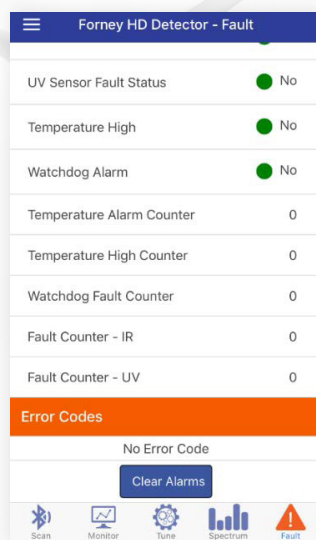 Forney HD Detector - Fault
UV Sensor Fault Status No
Temperature High No
Watchdog Alarm No
Temperature Alarm Counter 0
Temperature High Counter 0
Watchdog Fault Counter 0
Fault Counter - IR 0
Fault Counter - UV 0
Error Codes
No Error Code
Clear Alarms
Scan Monitor Tune Spectrum Fault